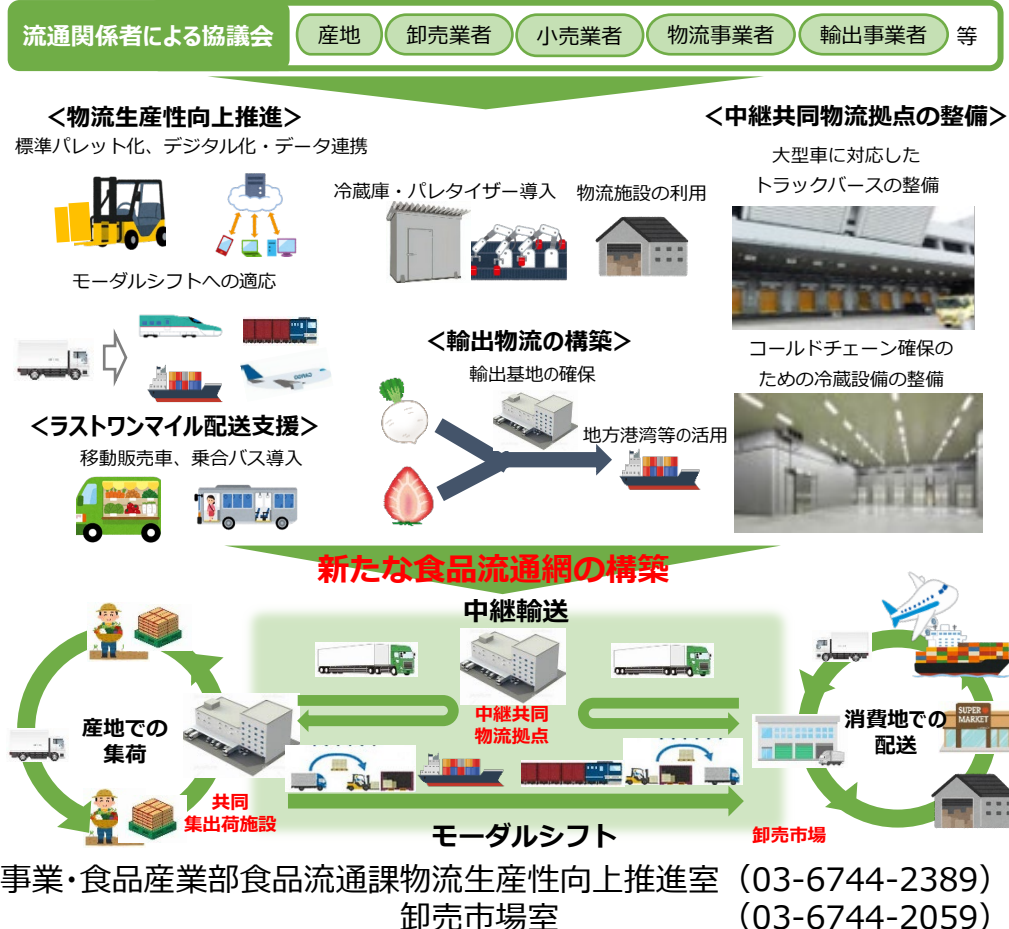 流通関係者による協議会
産地
卸売業者
小売業者
物流事業者
輸出事業者
等
＜物流生産性向上推進＞
標準パレット化、デジタル化・データ連携
冷蔵庫・パレタイザー導入
物流施設の利用
モーダルシフトへの適応
＜中継共同物流拠点の整備＞
大型車に対応した
トラックバースの整備
コールドチェーン確保の
ための冷蔵設備の整備
＜輸出物流の構築＞
輸出基地の確保
地方港湾等の活用
＜ラストワンマイル配送支援＞
移動販売車、乗合バス導入
新たな食品流通網の構築
中継輸送
中継共同
物流拠点
産地での
集荷
共同
集出荷施設
モーダルシフト
消費地での
配送
SUPER
MARKET
卸売市場
事業・食品産業部食品流通課物流生産性向上推進室（03-6744-2389）
卸売市場室（03-6744-2059）